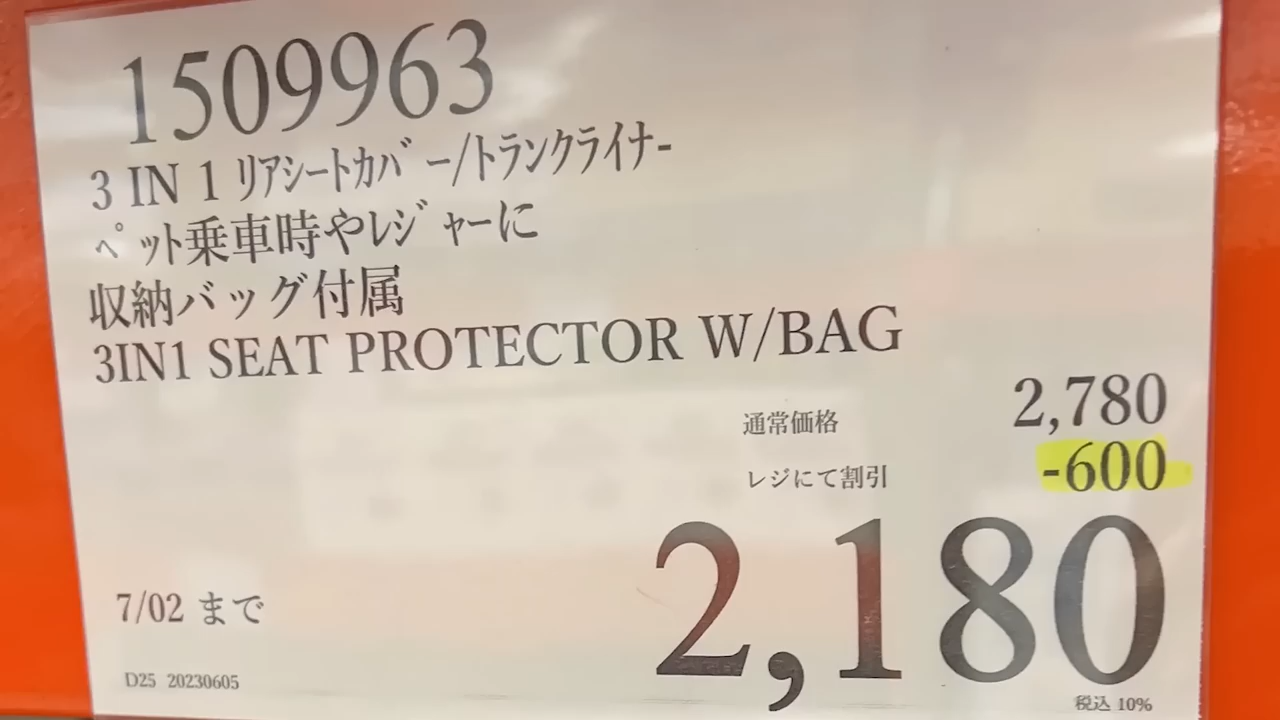 1509963
3 IN 1 ﾘｱｼｰﾄｶﾊﾞｰ/ﾄﾗﾝｸﾗｲﾅｰ
ﾍﾟｯﾄ乗車時やﾚｼﾞｬｰに
収納バッグ付属
3IN1 SEAT PROTECTOR W/BAG
通常価格 2,780
レジにて割引 -600
2,180
7/02 まで
D25 20230605
税込 10%